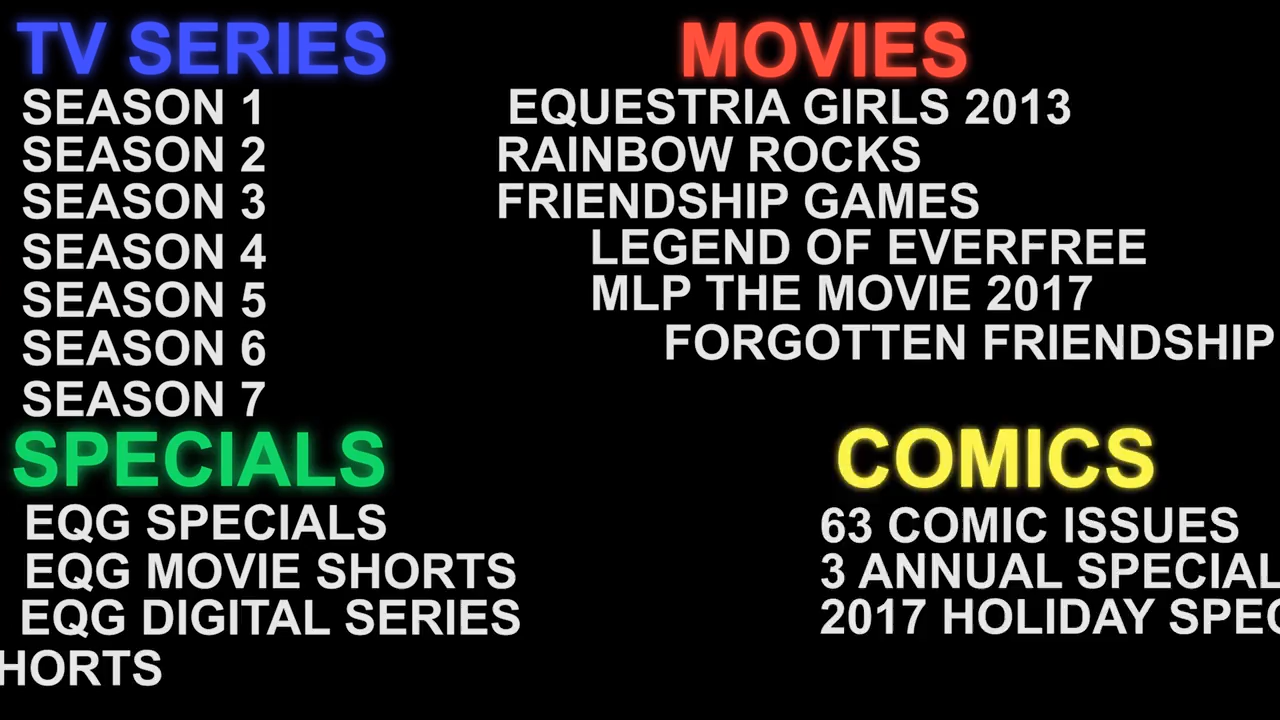 TV SERIES
SEASON 1
SEASON 2
SEASON 3
SEASON 4
SEASON 5
SEASON 6
SEASON 7
MOVIES
EQUESTRIA GIRLS 2013
RAINBOW ROCKS
FRIENDSHIP GAMES
LEGEND OF EVERFREE
MLP THE MOVIE 2017
FORGOTTEN FRIENDSHIP
SPECIALS
EQG SPECIALS
EQG MOVIE SHORTS
EQG DIGITAL SERIES
HORTS
COMICS
63 COMIC ISSUES
3 ANNUAL SPECIAL
2017 HOLIDAY SPEC